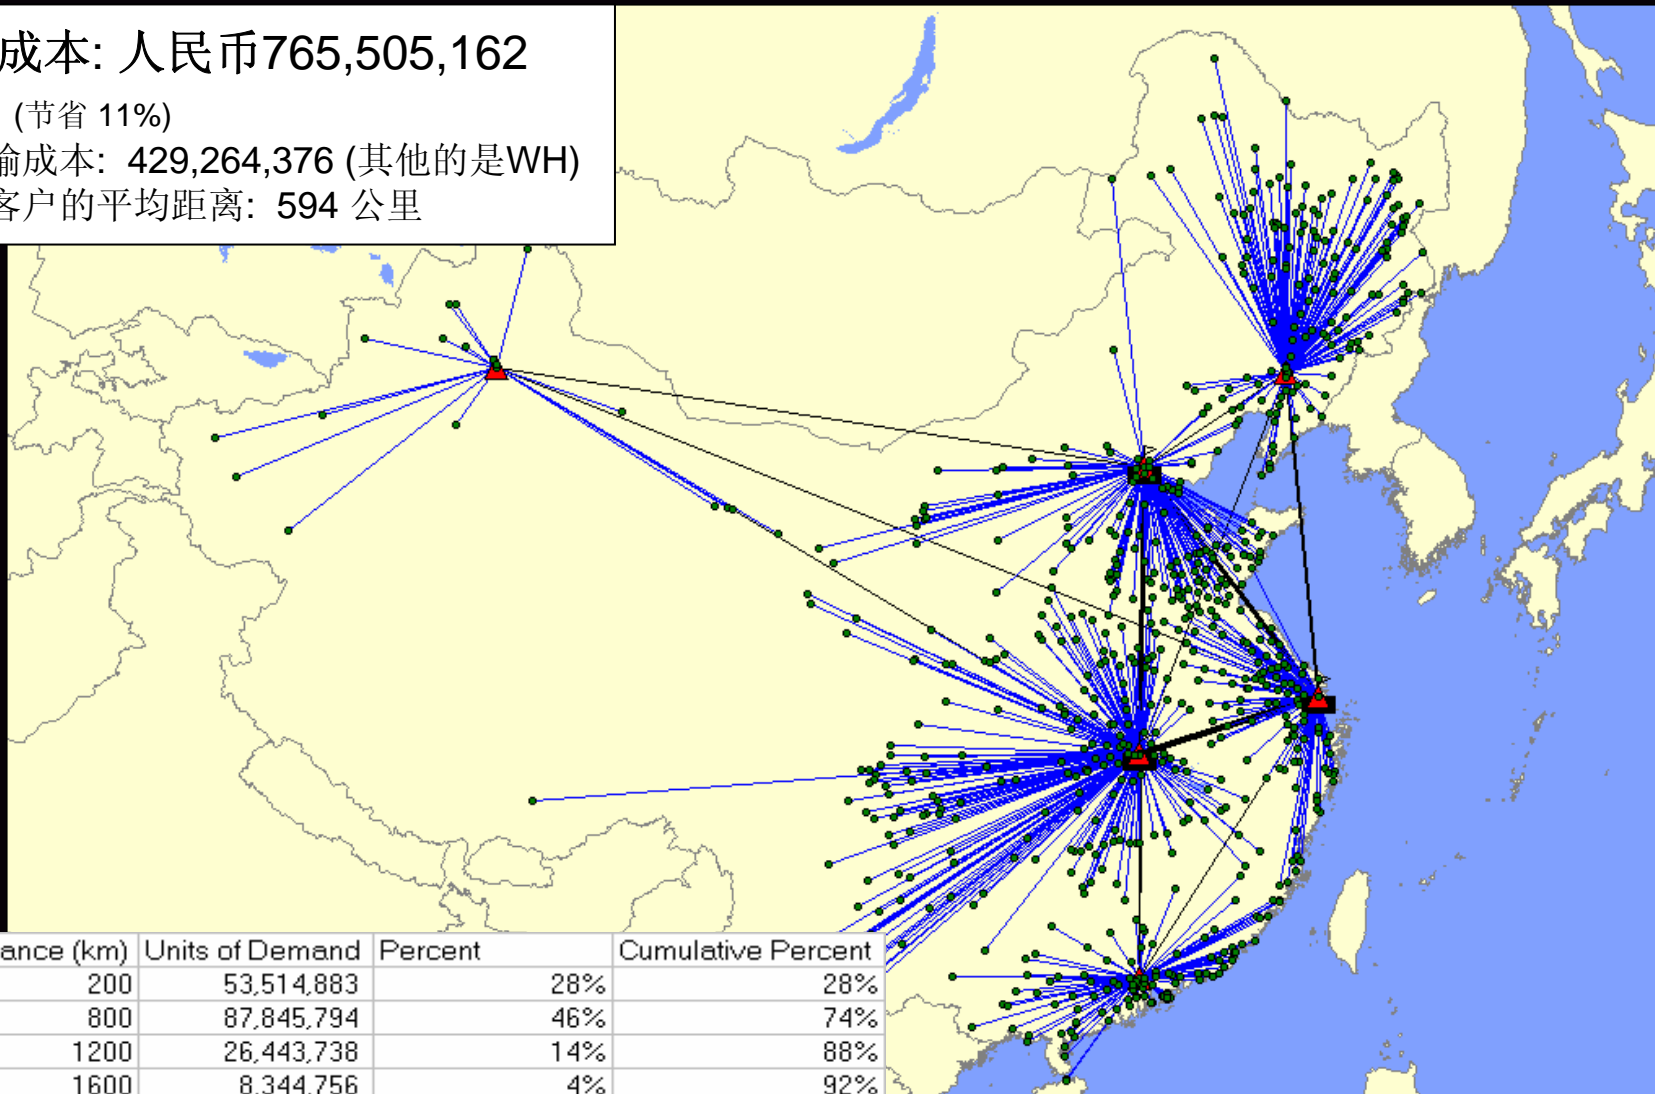 成本: 人民币765,505,162
(节省 11%)
输成本: 429,264,376 (其他的是WH)
客户的平均距离: 594 公里
ance (km) Units of Demand Percent Cumulative Percent
200 53,514,883 28% 28%
800 87,845,794 46% 74%
1200 26,443,738 14% 88%
1600 8,344,756 4% 92%